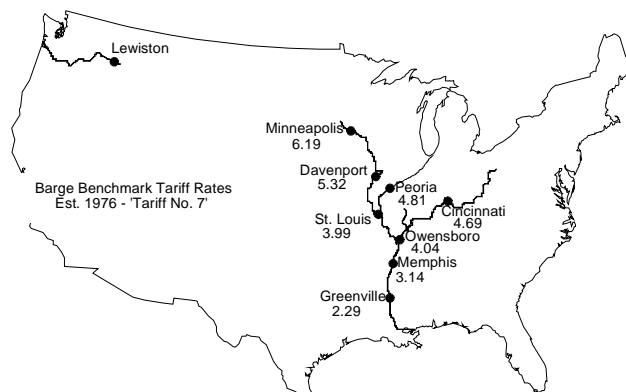 Lewiston
Minneapolis
6.19
Davenport
5.32
Barge Benchmark Tariff Rates
Est. 1976 - 'Tariff No. 7'
Peoria
4.81
Cincinnati
4.69
St. Louis
3.99
Owensboro
4.04
Memphis
3.14
Greenville
2.29